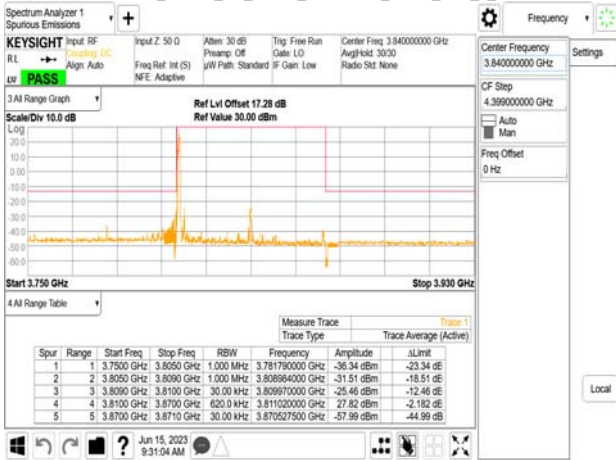 Spectrum Analyzer 1
Spurious Emissions
Frequency
KEYSIGHT Input: RF Input Z: 50 Ω Atten: 30 dB Trig: Free Run Center Freq: 3.840000000 GHz
RL Coupling: DC Preamp: Off Gate: LO Avg|Hold: 30/30
Align: Auto Freq Ref: Int (S) µW Path: Standard IF Gain: Low Radio Std: None
LW PASS NFE: Adaptive
Center Frequency
3.840000000 GHz
Settings
CF Step
4.399000000 GHz
Auto
Man
Freq Offset
0 Hz
3 All Range Graph
Ref Lvl Offset 17.28 dB
Scale/Div 10.0 dB Ref Value 30.00 dBm
Log
20.0
10.0
0.00
-10.0
-20.0
-30.0
-40.0
-50.0
-60.0
Start 3.750 GHz Stop 3.930 GHz
4 All Range Table
Measure Trace Trace 1
Trace Type Trace Average (Active)
Spur Range Start Freq Stop Freq RBW Frequency Amplitude ΔLimit
1 1 3.7500 GHz 3.8050 GHz 1.000 MHz 3.781790000 GHz -36.34 dBm -23.34 dB
2 2 3.8050 GHz 3.8090 GHz 1.000 MHz 3.808984000 GHz -31.51 dBm -18.51 dB
3 3 3.8090 GHz 3.8100 GHz 30.00 kHz 3.809970000 GHz -25.46 dBm -12.46 dB
4 4 3.8100 GHz 3.8700 GHz 620.0 kHz 3.811020000 GHz 27.82 dBm -2.182 dB
5 5 3.8700 GHz 3.8710 GHz 30.00 kHz 3.870527500 GHz -57.99 dBm -44.99 dB
Local
?
Jun 15, 2023
9:31:04 AM